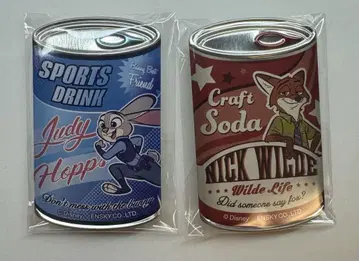 SPORTS
DRINK
Bunny Best
Friend
Judy
Hopps
Don't mess with the bunny
© Disney ENSKY CO.,LTD.
Craft
Soda
NICK WILDE
Wilde Life
Did someone say fox?
© Disney ENSKY CO.,LTD.